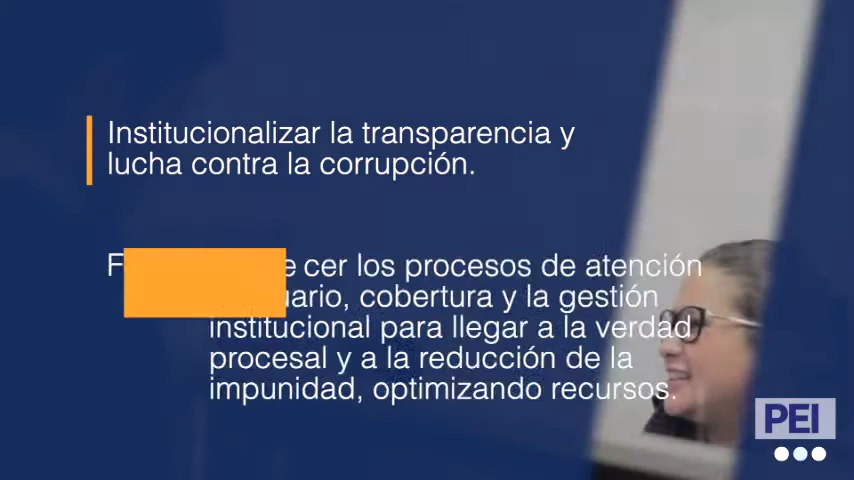 Institucionalizar la transparencia y
lucha contra la corrupción.
cer los procesos de atención
cobertura y la gestión
institucional para llegar a la verdad
procesal y a la reducción de la
impunidad, optimizando recursos.
PEI